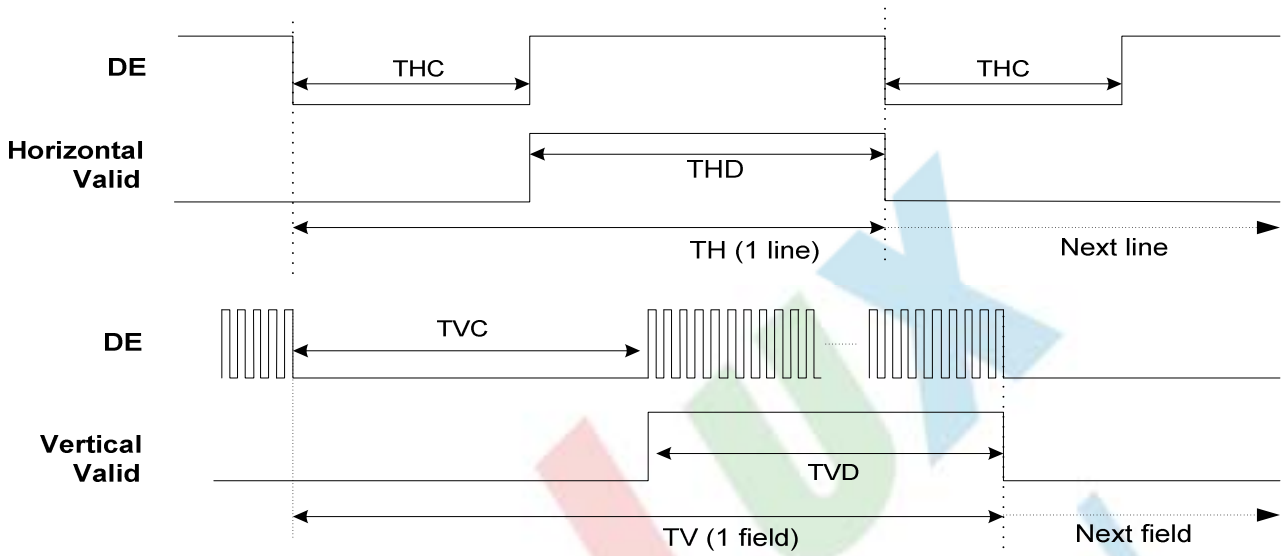 DE
THC
THC
Horizontal
Valid
THD
TH (1 line)
Next line
DE
TVC
Vertical
Valid
TVD
TV (1 field)
Next field